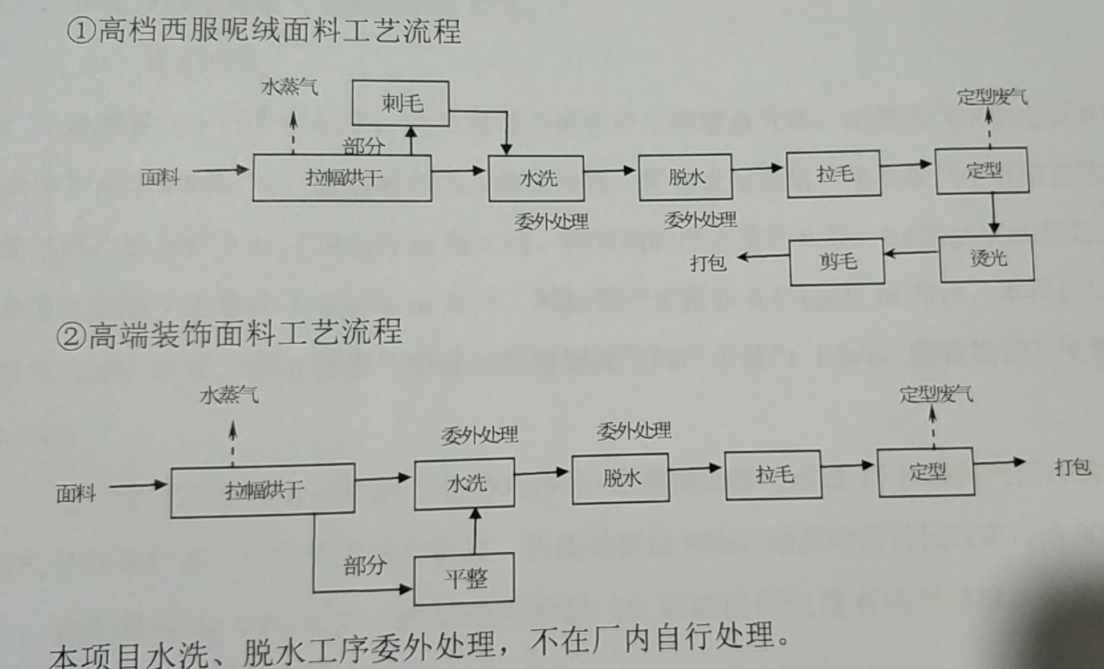 ①高档西服呢绒面料工艺流程
水蒸气
刺毛
定型废气
部分
面料
拉幅烘干
水洗
脱水
拉毛
定型
委外处理
委外处理
打包
剪毛
烫光
②高端装饰面料工艺流程
水蒸气
定型废气
委外处理
委外处理
面料
拉幅烘干
水洗
脱水
拉毛
定型
打包
部分
平整
本项目水洗、脱水工序委外处理，不在厂内自行处理。